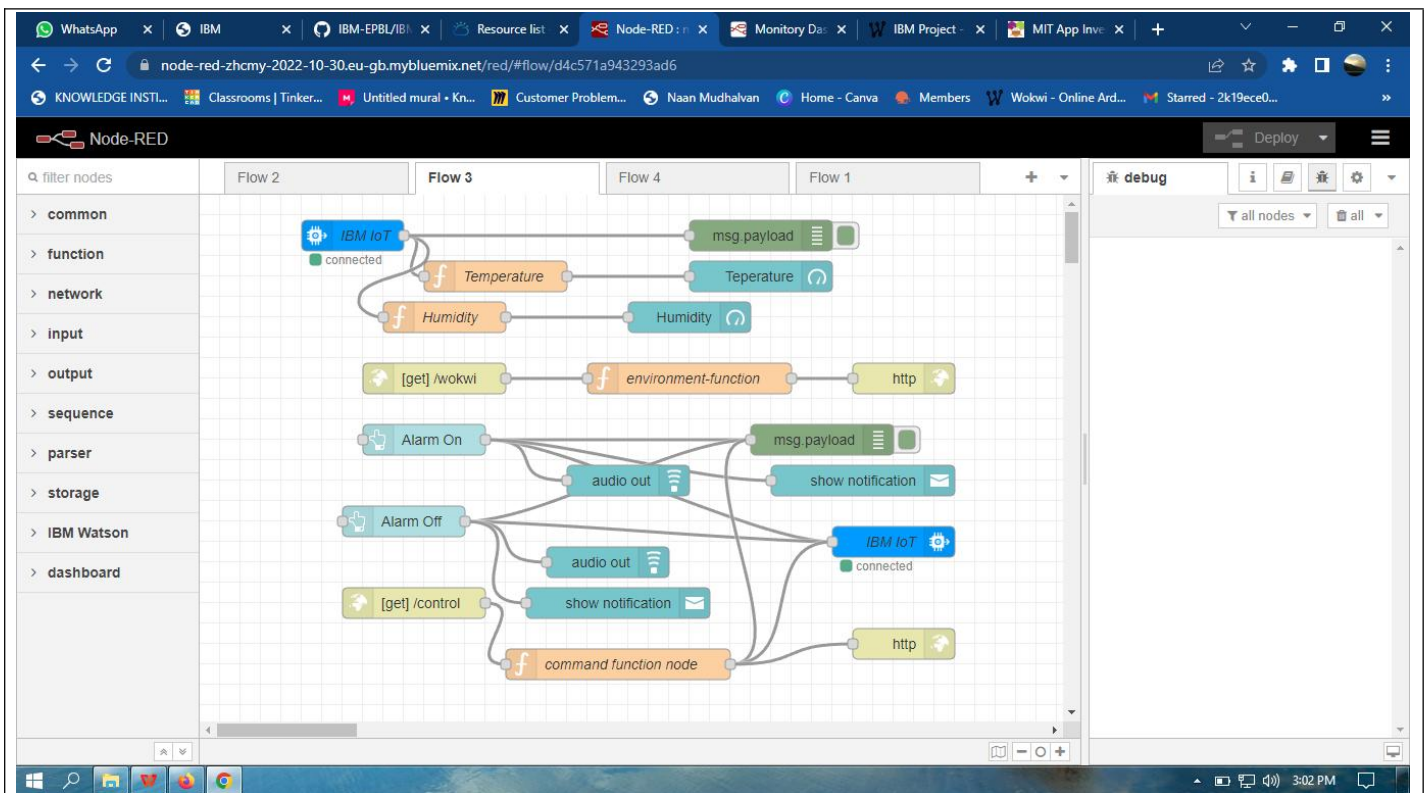 WhatsApp IBM IBM-EPBL/IBM Resource list Node-RED : n Monitory Das IBM Project - MIT App Inve
node-red-zhcmy-2022-10-30.eu-gb.mybluemix.net/red/#flow/d4c571a943293ad6
KNOWLEDGE INSTI... Classrooms | Tinker... Untitled mural • Kn... Customer Problem... Naan Mudhalvan Home - Canva Members Wokwi - Online Ard... Starred - 2k19ece0... »
Node-RED Deploy
filter nodes Flow 2 Flow 3 Flow 4 Flow 1 debug i
all nodes all
common
function
network
input
output
sequence
parser
storage
IBM Watson
dashboard
IBM IoT msg.payload
connected
Temperature Teperature
Humidity Humidity
[get] /wokwi environment-function http
Alarm On msg.payload
audio out show notification
Alarm Off IBM IoT
connected
audio out
[get] /control show notification
http
command function node
3:02 PM